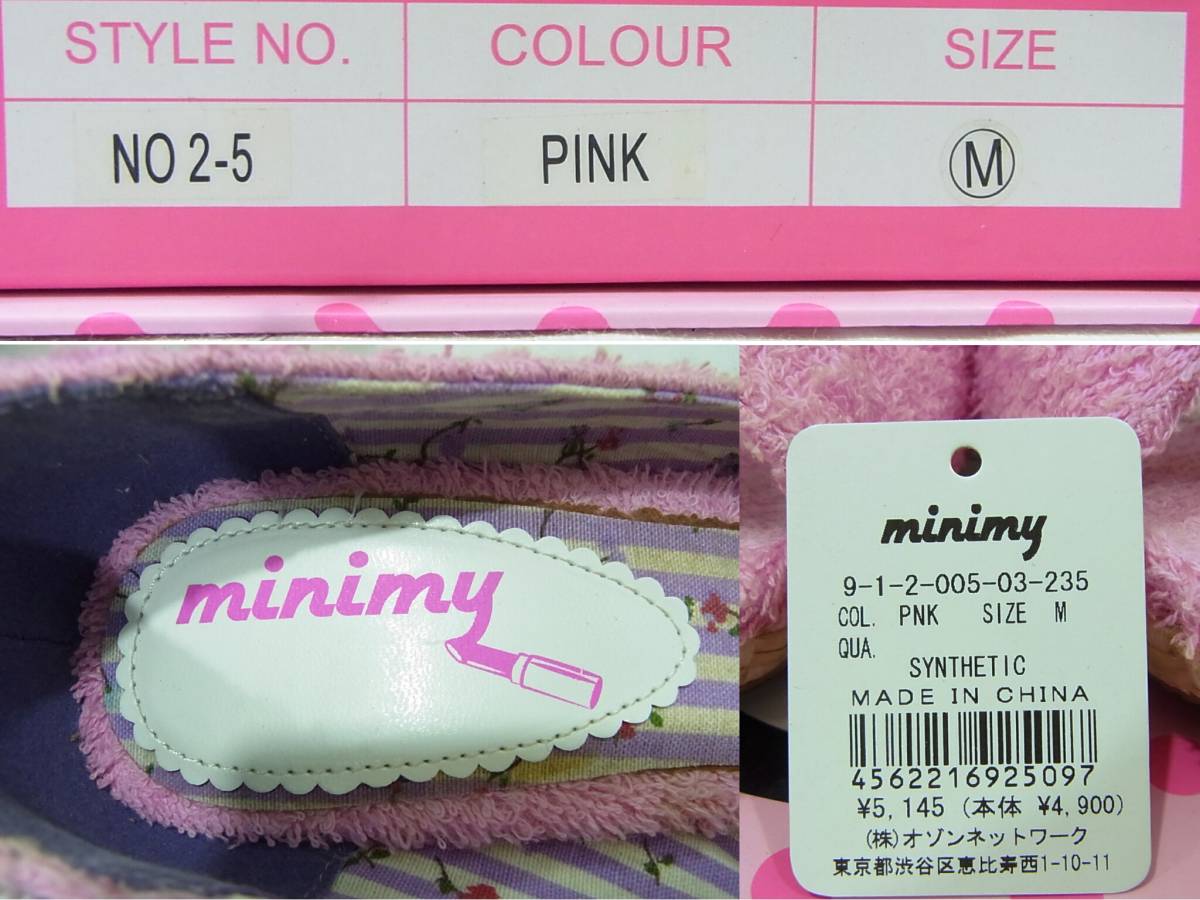 STYLE NO. COLOUR SIZE
NO 2-5 PINK M
minimy
minimy
9-1-2-005-03-235
COL. PNK SIZE M
QUA.
SYNTHETIC
MADE IN CHINA
4562216925097
¥5,145 (本体 ¥4,900)
(株)オゾンネットワーク
東京都渋谷区恵比寿西1-10-11